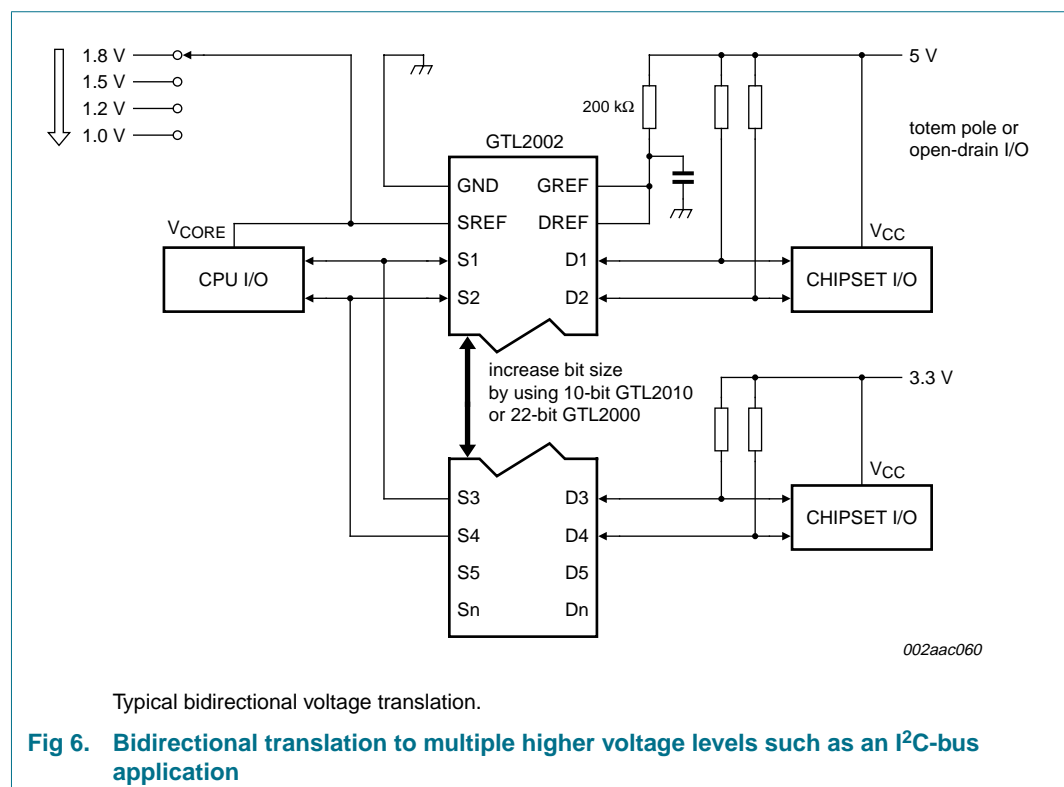 1.8 V
1.5 V
1.2 V
1.0 V
5 V
200 kΩ
totem pole or
open-drain I/O
GTL2002
GND
GREF
SREF
DREF
VCORE
VCC
CPU I/O
S1
D1
CHIPSET I/O
S2
D2
increase bit size
by using 10-bit GTL2010
or 22-bit GTL2000
3.3 V
VCC
S3
D3
CHIPSET I/O
S4
D4
S5
D5
Sn
Dn
002aac060
Typical bidirectional voltage translation.
Fig 6. Bidirectional translation to multiple higher voltage levels such as an I²C-bus
application